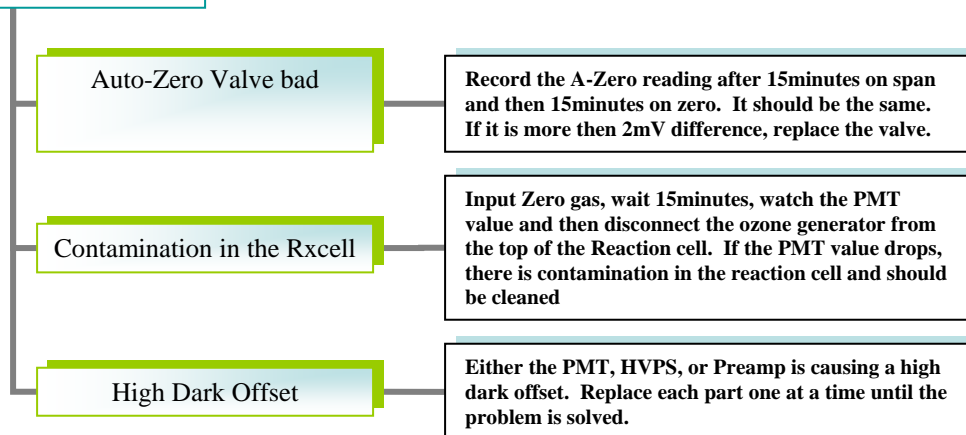 Auto-Zero Valve bad
Record the A-Zero reading after 15minutes on span
and then 15minutes on zero.  It should be the same.
If it is more then 2mV difference, replace the valve.
Contamination in the Rxcell
Input Zero gas, wait 15minutes, watch the PMT
value and then disconnect the ozone generator from
the top of the Reaction cell.  If the PMT value drops,
there is contamination in the reaction cell and should
be cleaned
High Dark Offset
Either the PMT, HVPS, or Preamp is causing a high
dark offset.  Replace each part one at a time until the
problem is solved.